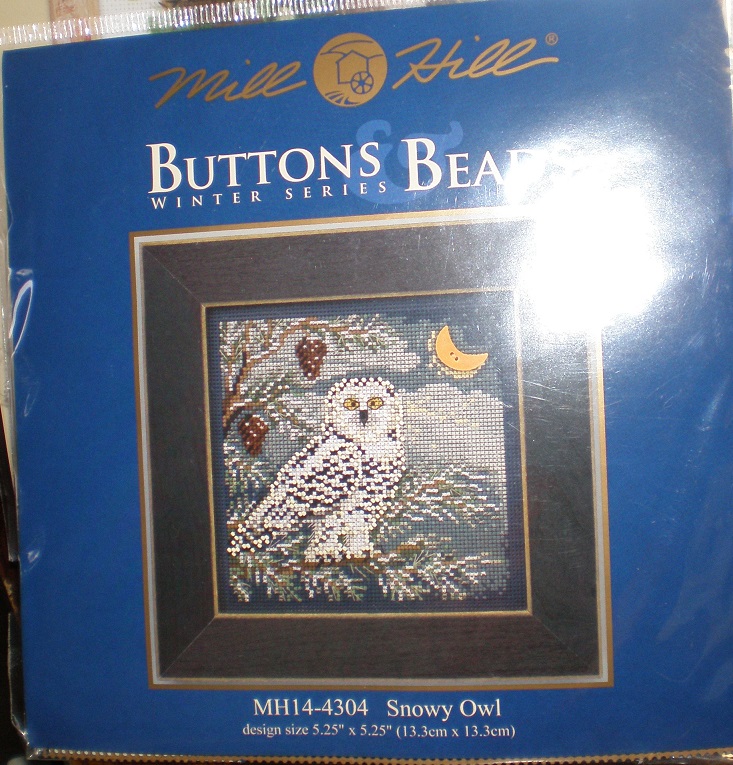 Mill Hill®
BUTTONS & BEADS
WINTER SERIES
MH14-4304 Snowy Owl
design size 5.25" x 5.25" (13.3cm x 13.3cm)